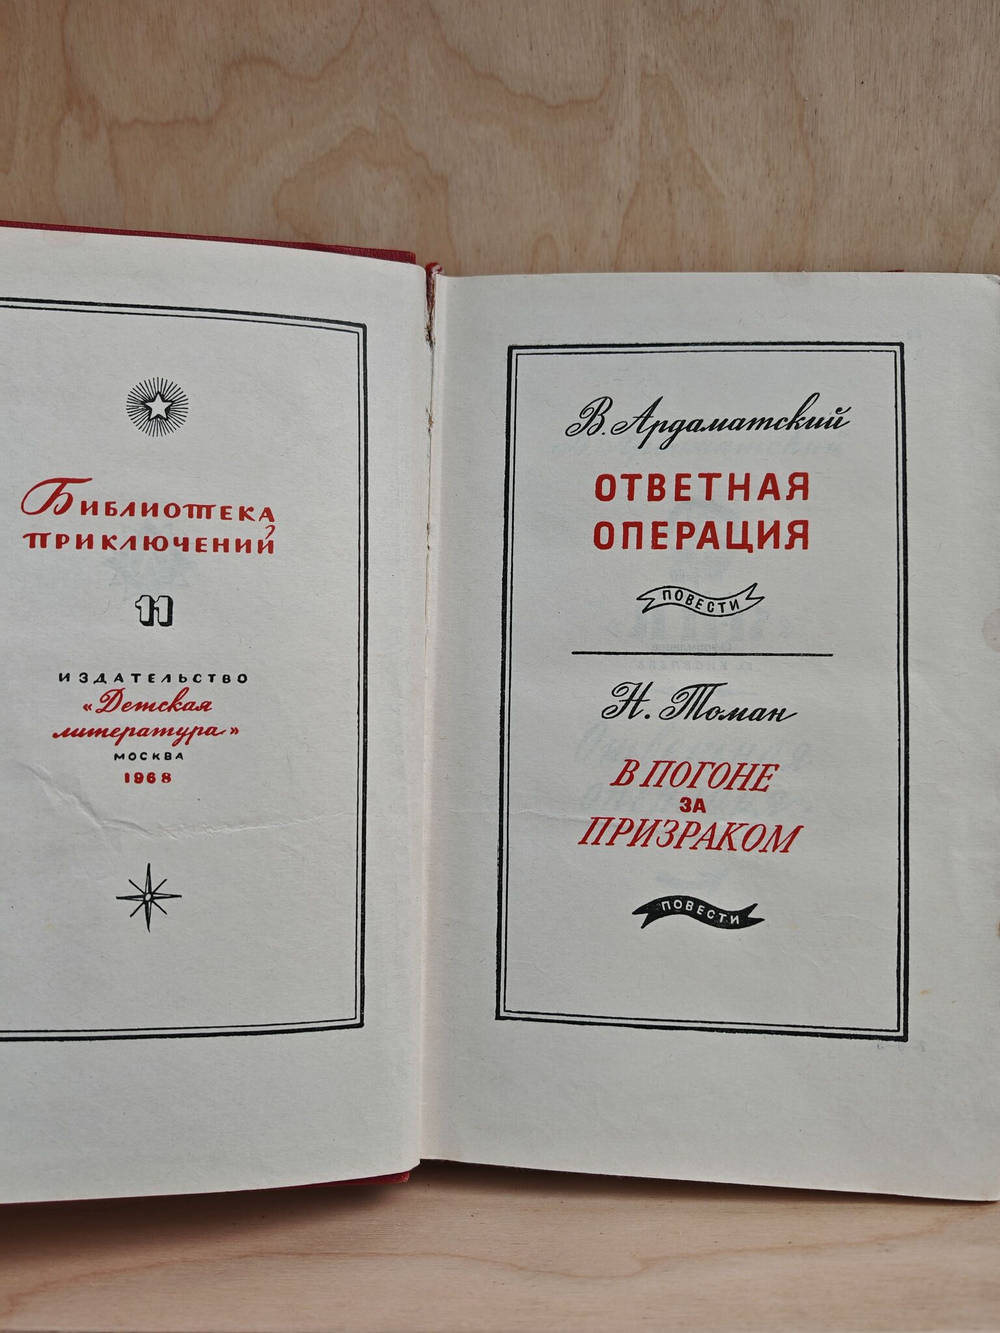 Библиотека
приключений
11
ИЗДАТЕЛЬСТВО
«Детская
литература»
МОСКВА
1968
В. Ардаматский
ОТВЕТНАЯ
ОПЕРАЦИЯ
ПОВЕСТИ
Н. Томан
В ПОГОНЕ
ЗА
ПРИЗРАКОМ
ПОВЕСТИ